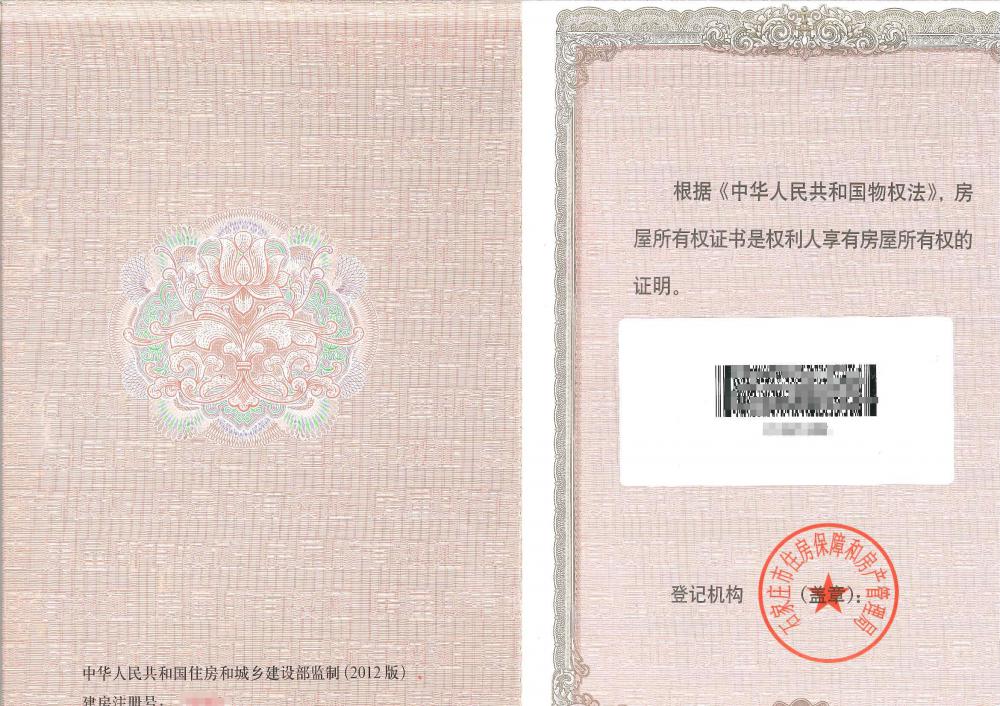 中华人民共和国住房和城乡建设部监制(2012版)
建房注册号:
根据《中华人民共和国物权法》,房
屋所有权证书是权利人享有房屋所有权的
证明。
登记机构
(盖章):
石家庄市住房保障和房产管理局